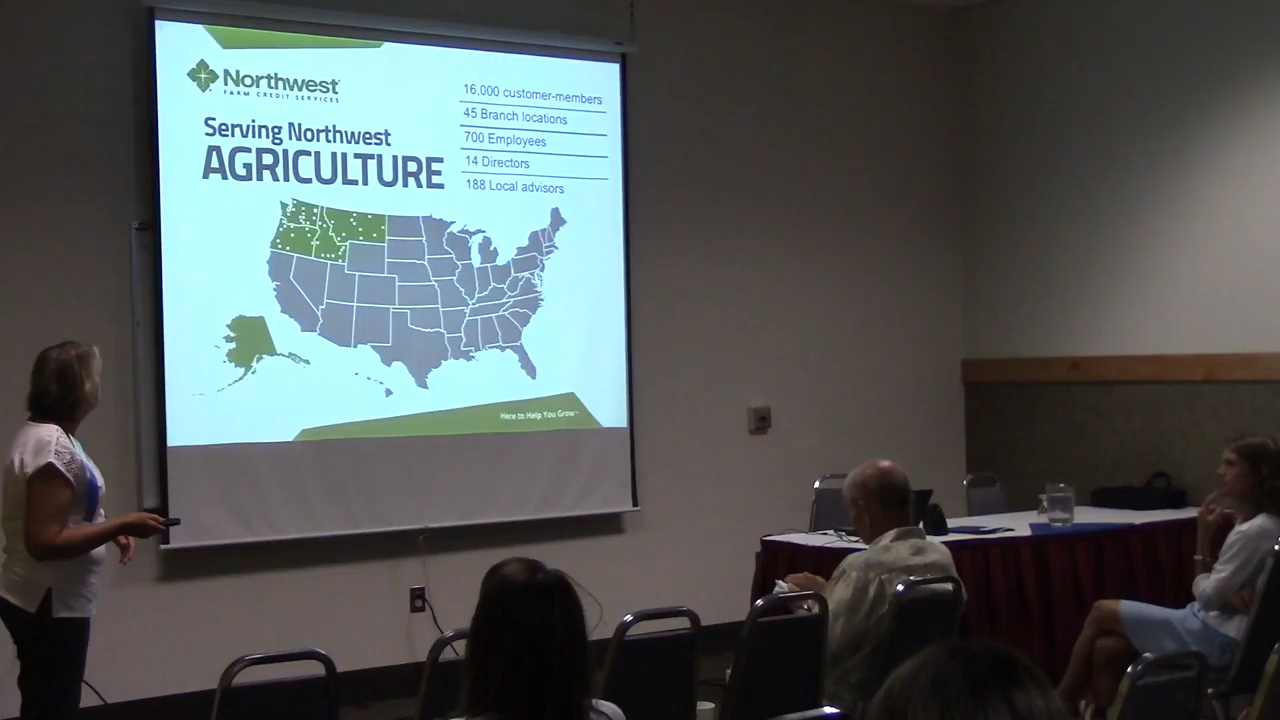 Northwest
FARM CREDIT SERVICES
Serving Northwest
AGRICULTURE
16,000 customer-members
45 Branch locations
700 Employees
14 Directors
188 Local advisors
Here to Help You Grow™